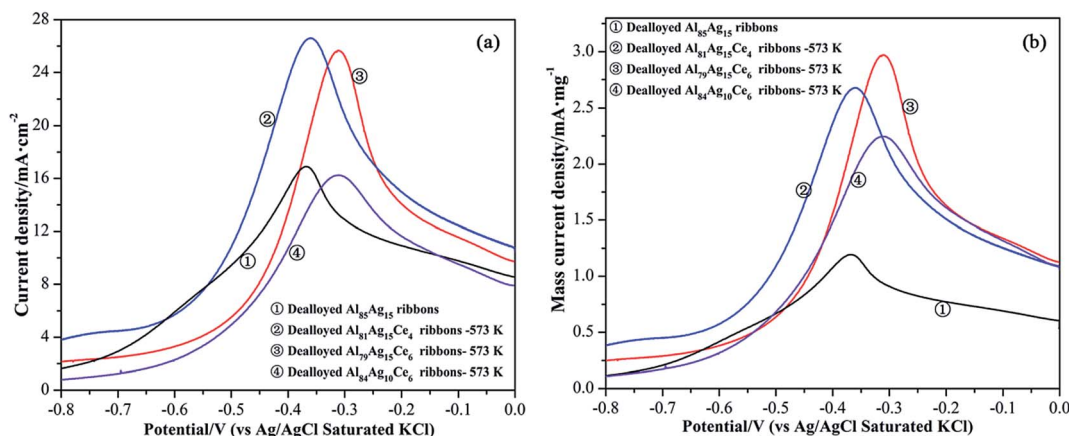 (a)
Current density/mA·cm⁻²
28
24
20
16
12
8
4
0
①
②
③
④
① Dealloyed Al₈₅Ag₁₅ ribbons
② Dealloyed Al₈₁Ag₁₅Ce₄ ribbons -573 K
③ Dealloyed Al₇₉Ag₁₅Ce₆ ribbons- 573 K
④ Dealloyed Al₈₄Ag₁₀Ce₆ ribbons- 573 K
-0.8 -0.7 -0.6 -0.5 -0.4 -0.3 -0.2 -0.1 0.0
Potential/V (vs Ag/AgCl Saturated KCl)
(b)
Mass current density/mA·mg⁻¹
3.0
2.5
2.0
1.5
1.0
0.5
0.0
① Dealloyed Al₈₅Ag₁₅ ribbons
② Dealloyed Al₈₁Ag₁₅Ce₄ ribbons -573 K
③ Dealloyed Al₇₉Ag₁₅Ce₆ ribbons- 573 K
④ Dealloyed Al₈₄Ag₁₀Ce₆ ribbons- 573 K
③
④
②
①
-0.8 -0.7 -0.6 -0.5 -0.4 -0.3 -0.2 -0.1 0.0
Potential/V (vs Ag/AgCl Saturated KCl)